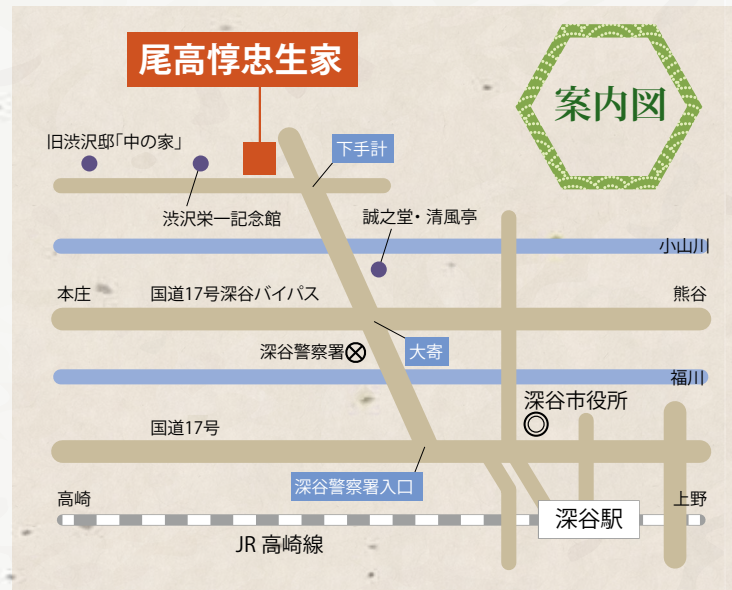 尾高惇忠生家
案内図
旧渋沢邸「中の家」
下手計
渋沢栄一記念館
誠之堂・清風亭
小山川
本庄
国道17号深谷バイパス
熊谷
深谷警察署
大寄
福川
深谷市役所
国道17号
深谷警察署入口
高崎
深谷駅
上野
JR 高崎線